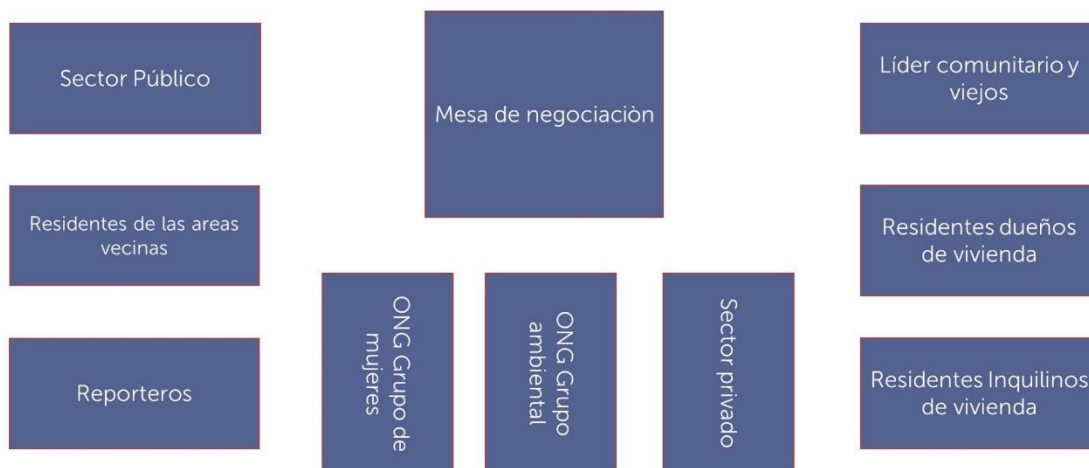 Sector Público
Mesa de negociaciòn
Líder comunitario y
viejos
Residentes de las areas
vecinas
Residentes dueños
de vivienda
ONG Grupo de
mujeres
ONG Grupo
ambiental
Sector privado
Reporteros
Residentes Inquilinos
de vivienda